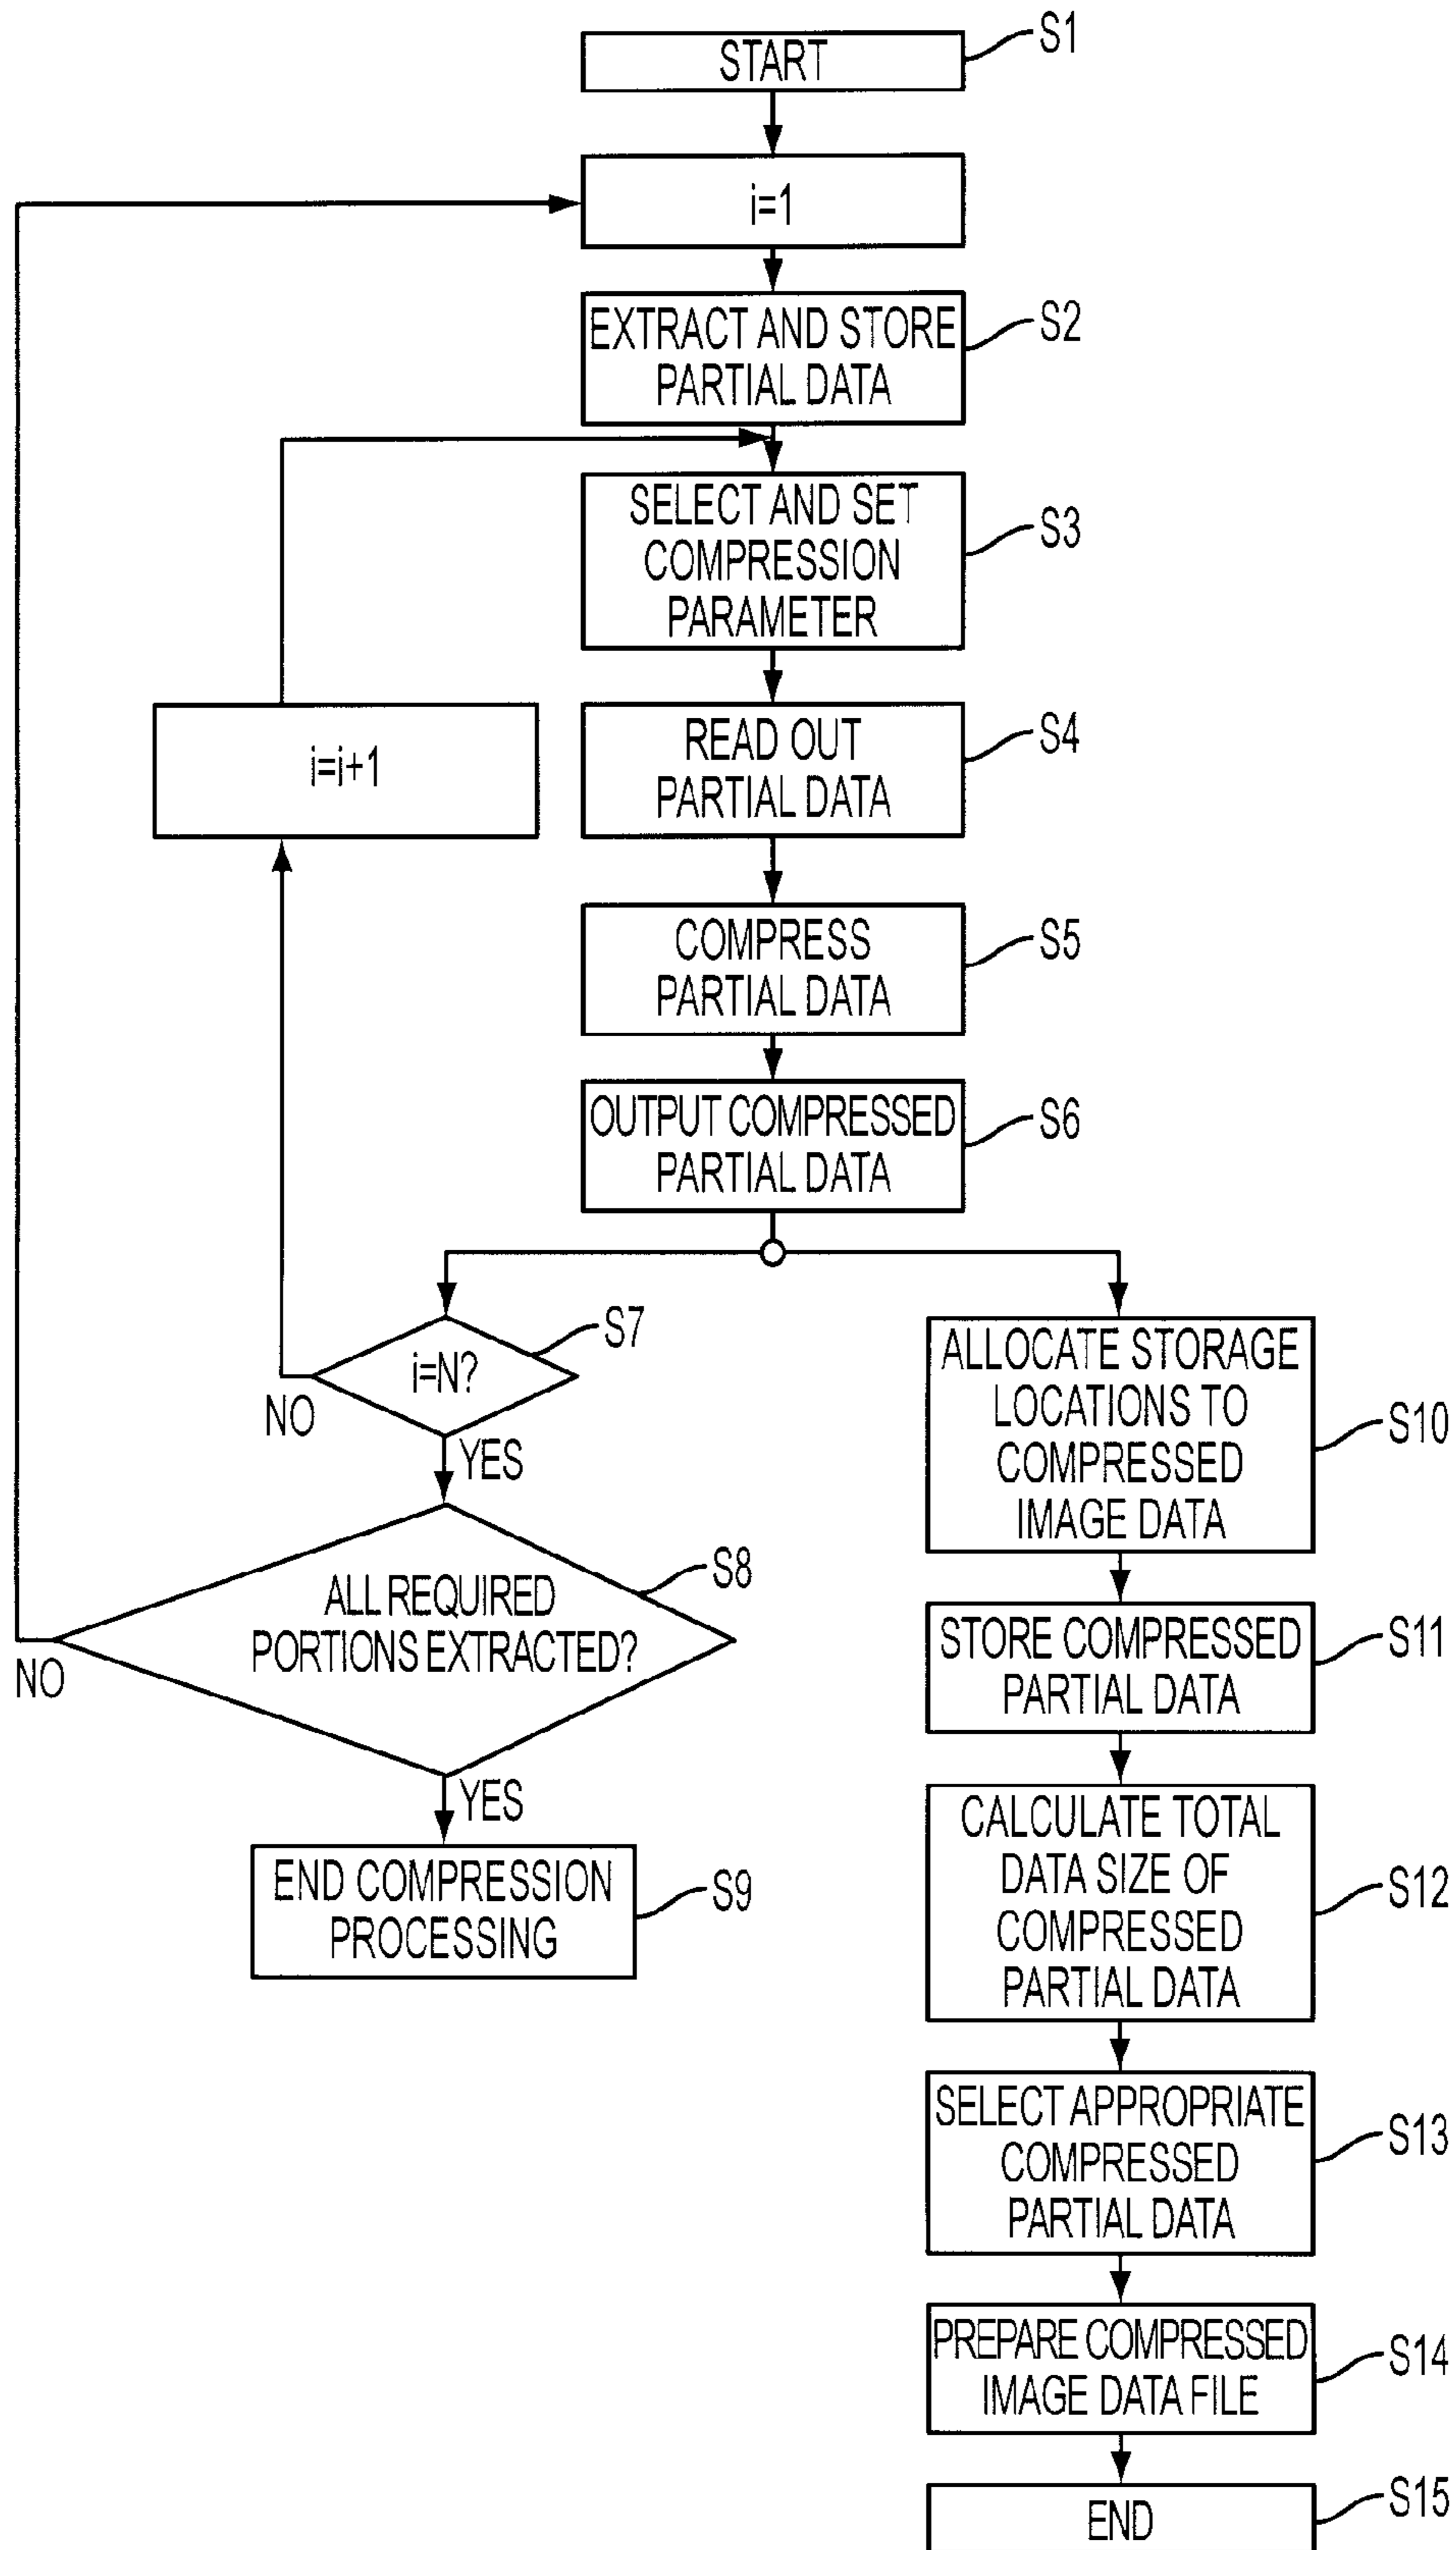 START
S1
i=1
EXTRACT AND STORE
PARTIAL DATA
S2
SELECT AND SET
COMPRESSION
PARAMETER
S3
i=i+1
READ OUT
PARTIAL DATA
S4
COMPRESS
PARTIAL DATA
S5
OUTPUT COMPRESSED
PARTIAL DATA
S6
i=N?
S7
NO
YES
ALL REQUIRED
PORTIONS EXTRACTED?
S8
NO
YES
END COMPRESSION
PROCESSING
S9
ALLOCATE STORAGE
LOCATIONS TO
COMPRESSED
IMAGE DATA
S10
STORE COMPRESSED
PARTIAL DATA
S11
CALCULATE TOTAL
DATA SIZE OF
COMPRESSED
PARTIAL DATA
S12
SELECT APPROPRIATE
COMPRESSED
PARTIAL DATA
S13
PREPARE COMPRESSED
IMAGE DATA FILE
S14
END
S15